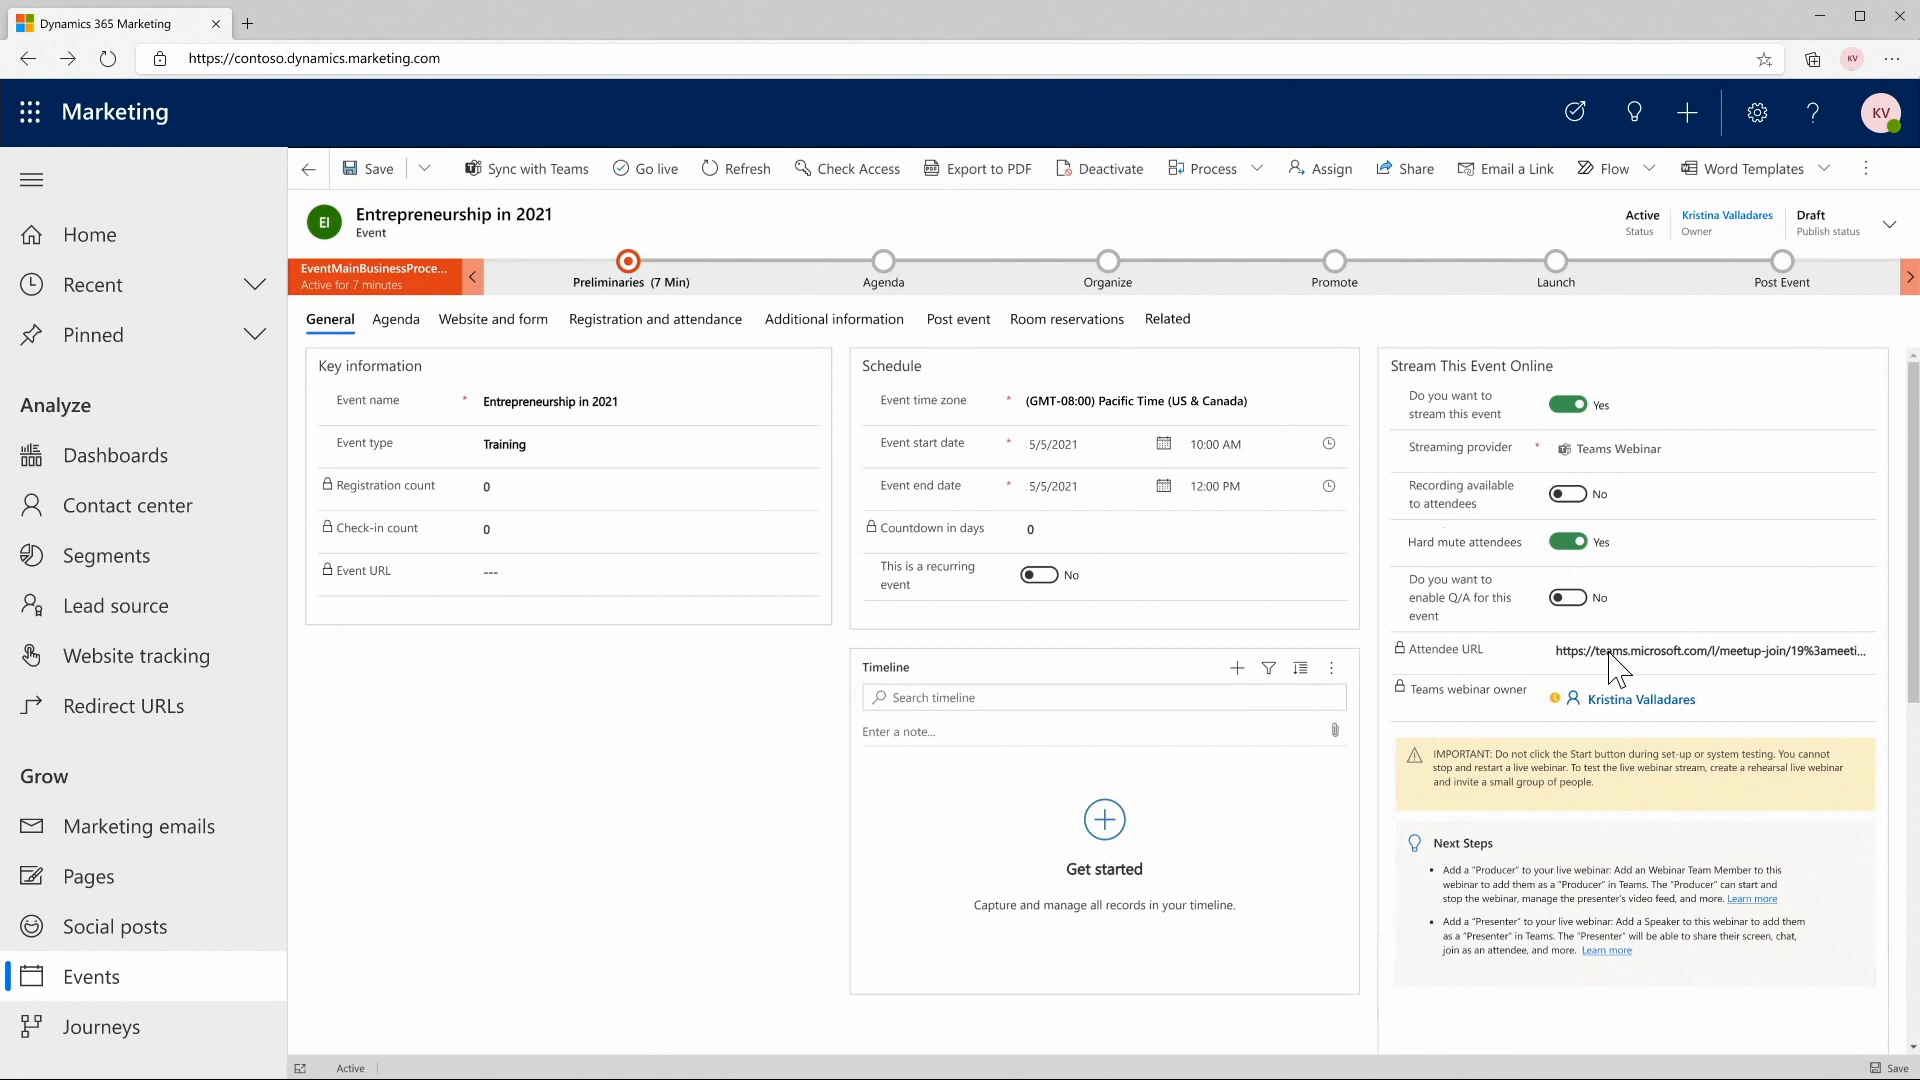 Dynamics 365 Marketing
https://contoso.dynamics.marketing.com
KV
Marketing
KV
Home
Recent
Pinned
Analyze
Dashboards
Contact center
Segments
Lead source
Website tracking
Redirect URLs
Grow
Marketing emails
Pages
Social posts
Events
Journeys
Save
Sync with Teams
Go live
Refresh
Check Access
Export to PDF
Deactivate
Process
Assign
Share
Email a Link
Flow
Word Templates
EI
Entrepreneurship in 2021
Event
Active
Status
Kristina Valladares
Owner
Draft
Publish status
EventMainBusinessProce...
Active for 7 minutes
Preliminaries (7 Min)
Agenda
Organize
Promote
Launch
Post Event
General
Agenda
Website and form
Registration and attendance
Additional information
Post event
Room reservations
Related
Key information
Event name * Entrepreneurship in 2021
Event type Training
Registration count 0
Check-in count 0
Event URL ---
Schedule
Event time zone * (GMT-08:00) Pacific Time (US & Canada)
Event start date * 5/5/2021 10:00 AM
Event end date * 5/5/2021 12:00 PM
Countdown in days 0
This is a recurring
event
No
Timeline
Search timeline
Enter a note...
Get started
Capture and manage all records in your timeline.
Stream This Event Online
Do you want to
stream this event
Yes
Streaming provider * Teams Webinar
Recording available
to attendees
No
Hard mute attendees Yes
Do you want to
enable Q/A for this
event
No
Attendee URL https://teams.microsoft.com/l/meetup-join/19%3ameeti...
Teams webinar owner Kristina Valladares
IMPORTANT: Do not click the Start button during set-up or system testing. You cannot
stop and restart a live webinar. To test the live webinar stream, create a rehearsal live webinar
and invite a small group of people.
Next Steps
• Add a "Producer" to your live webinar: Add an Webinar Team Member to this
webinar to add them as a "Producer" in Teams. The "Producer" can start and
stop the webinar, manage the presenter's video feed, and more. Learn more
• Add a "Presenter" to your live webinar: Add a Speaker to this webinar to add them
as a "Presenter" in Teams. The "Presenter" will be able to share their screen, chat,
join as an attendee, and more. Learn more
Active
Save